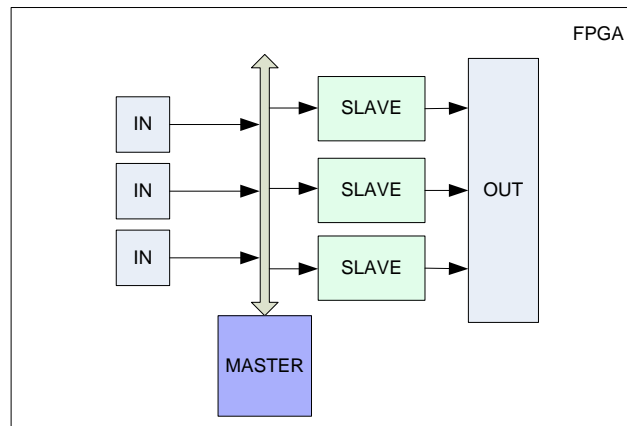 FPGA
IN
IN
IN
SLAVE
SLAVE
SLAVE
OUT
MASTER